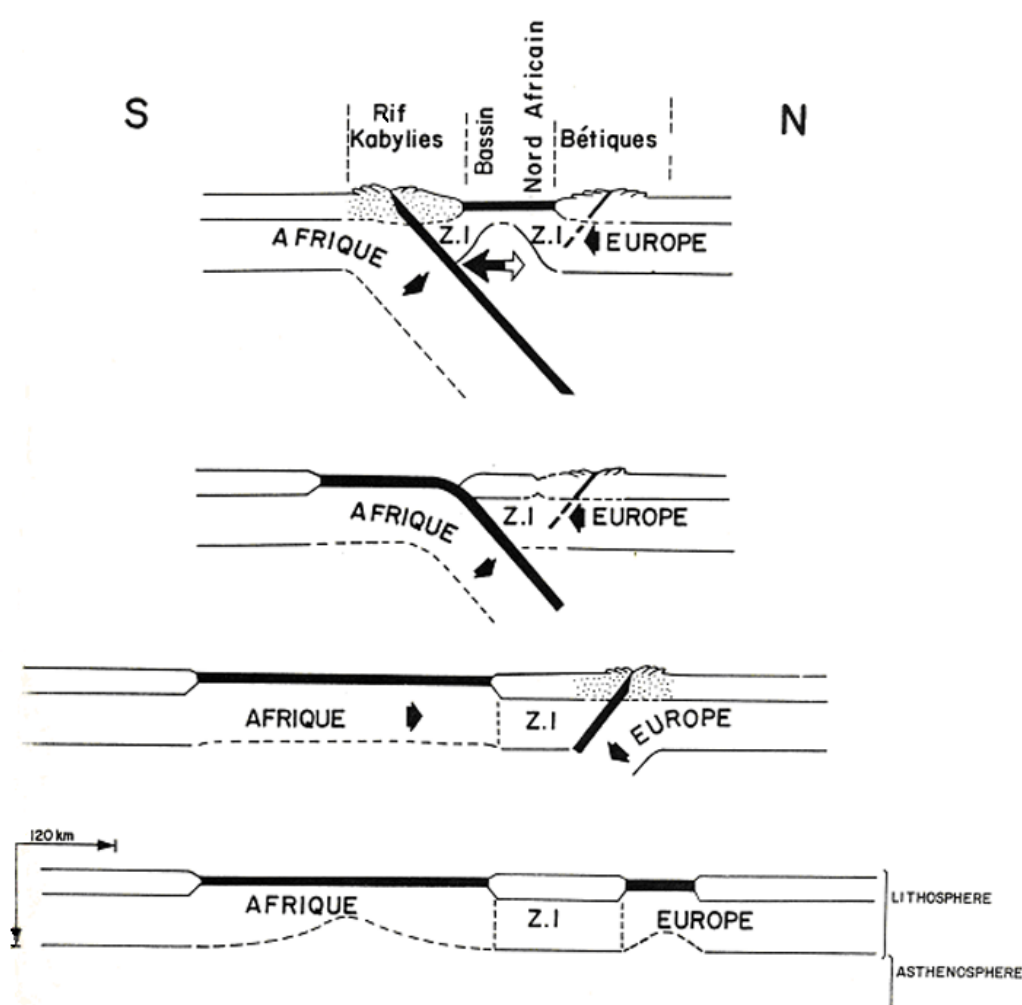 S
N
Rif
Kabylies
Bassin
Nord Africain
Bétiques
AFRIQUE
Z.I
Z.I
EUROPE
AFRIQUE
Z.I
EUROPE
AFRIQUE
Z.I
EUROPE
120 km
AFRIQUE
Z.I
EUROPE
LITHOSPHERE
ASTHENOSPHERE